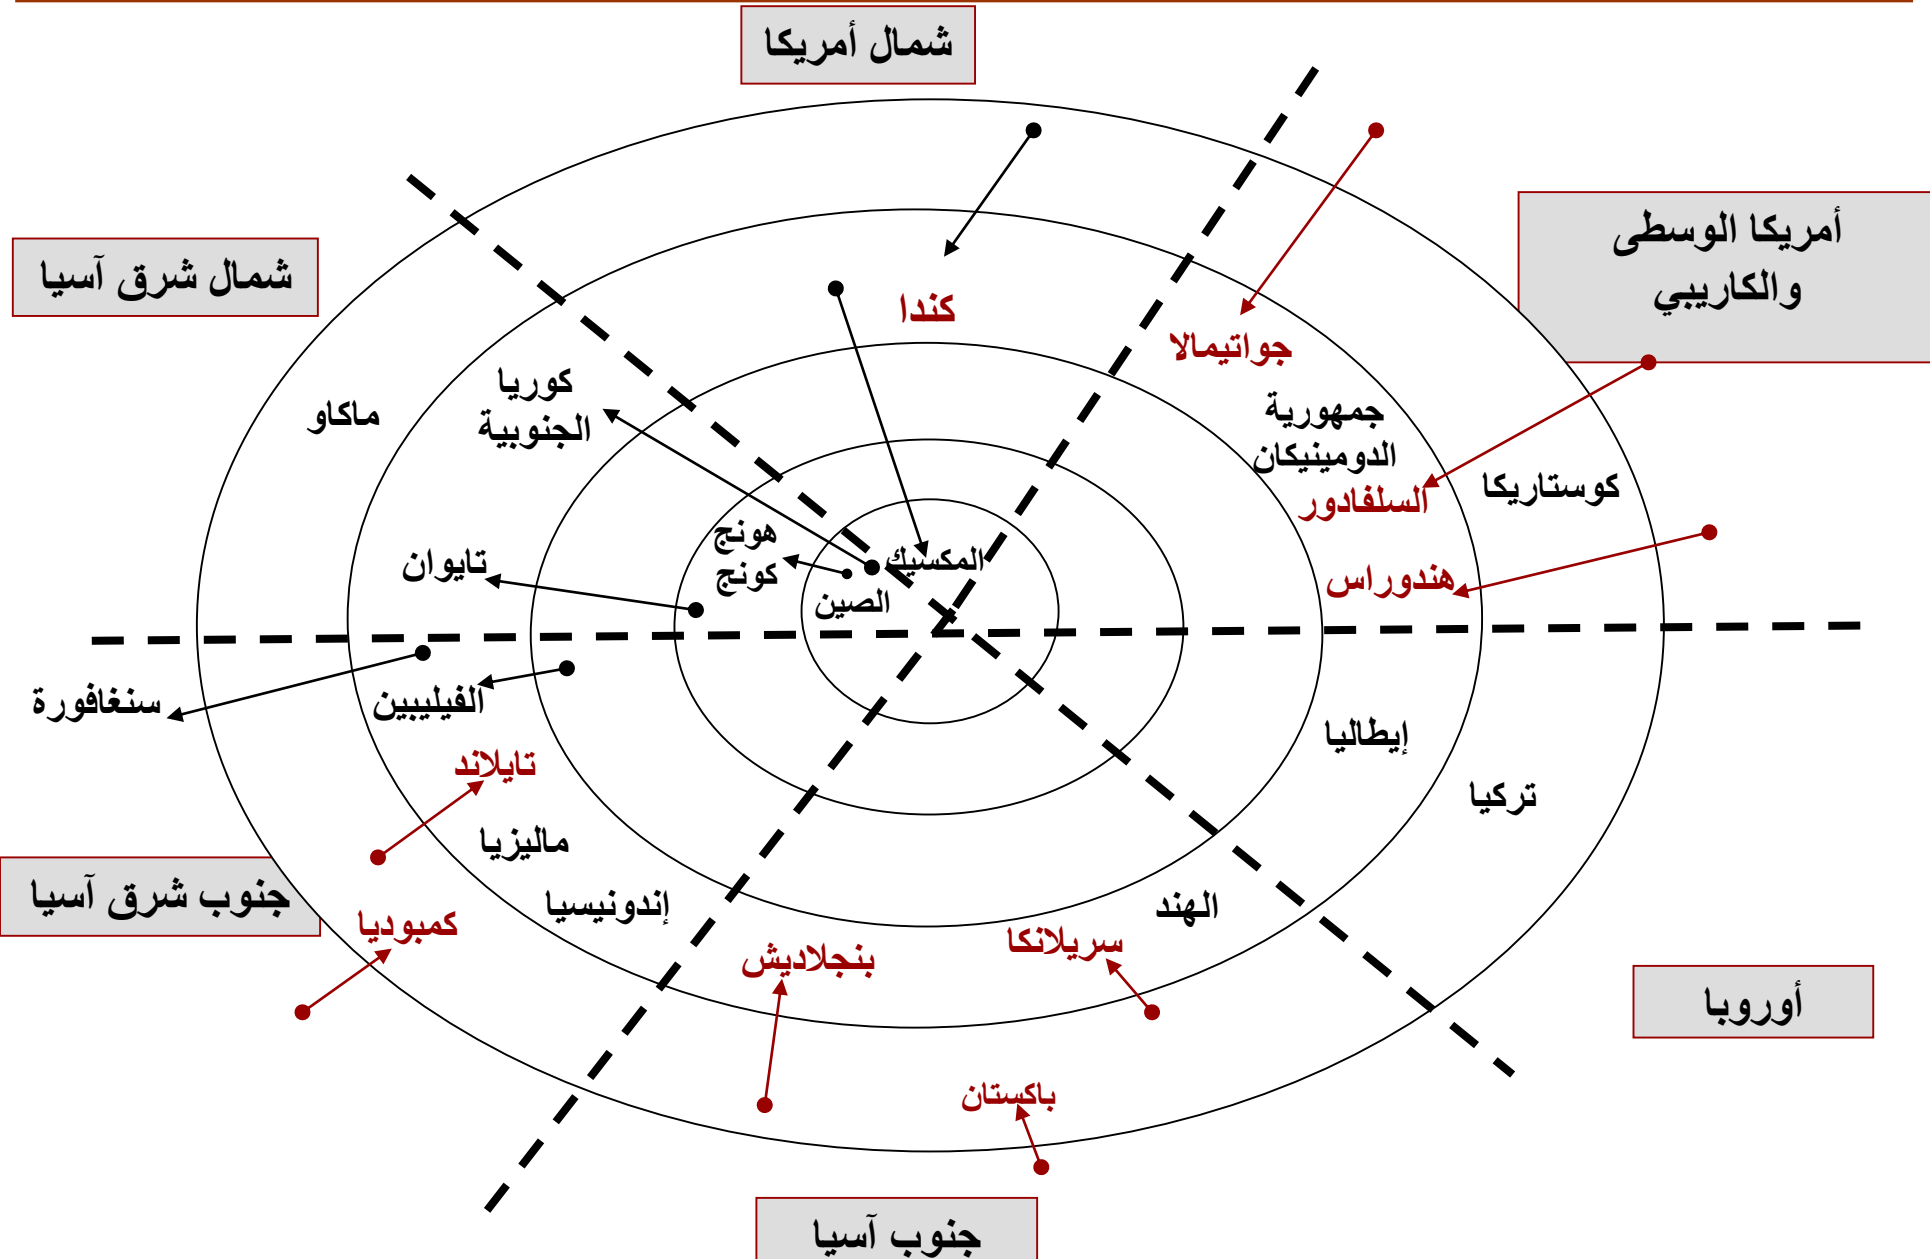 شمال أمريكا
أمريكا الوسطى
والكاريبي
شمال شرق آسيا
كندا
جواتيمالا
كوريا
الجنوبية
ماكاو
جمهورية
الدومينيكان
السلفادور
كوستاريكا
هونج
كونج
المكسيك
تايوان
الصين
هندوراس
سنغافورة
الفيليبين
إيطاليا
تايلاند
تركيا
ماليزيا
جنوب شرق آسيا
إندونيسيا
الهند
كمبوديا
بنجلاديش
سريلانكا
أوروبا
باكستان
جنوب آسيا